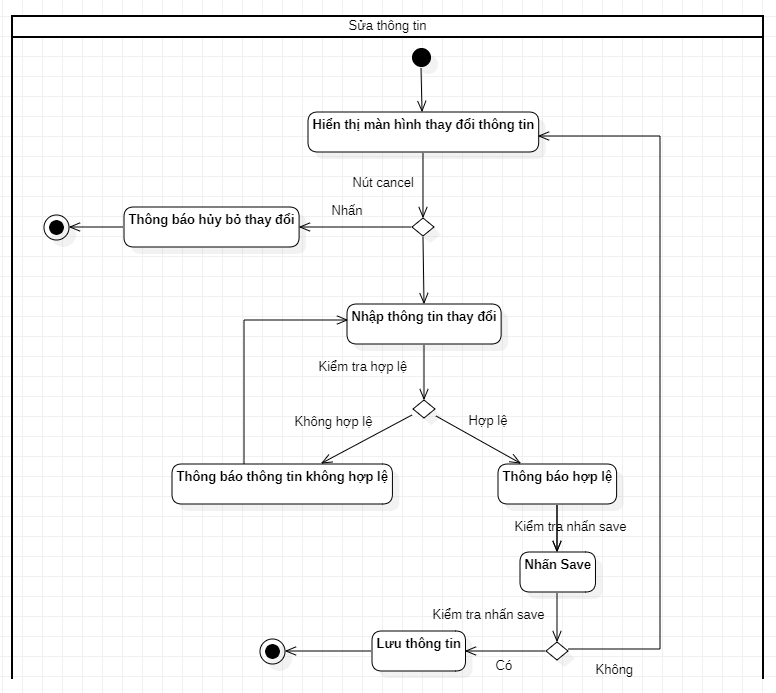 Sửa thông tin
Hiển thị màn hình thay đổi thông tin
Nút cancel
Nhấn
Thông báo hủy bỏ thay đổi
Nhập thông tin thay đổi
Kiểm tra hợp lệ
Không hợp lệ
Hợp lệ
Thông báo thông tin không hợp lệ
Thông báo hợp lệ
Kiểm tra nhấn save
Nhấn Save
Kiểm tra nhấn save
Lưu thông tin
Có
Không